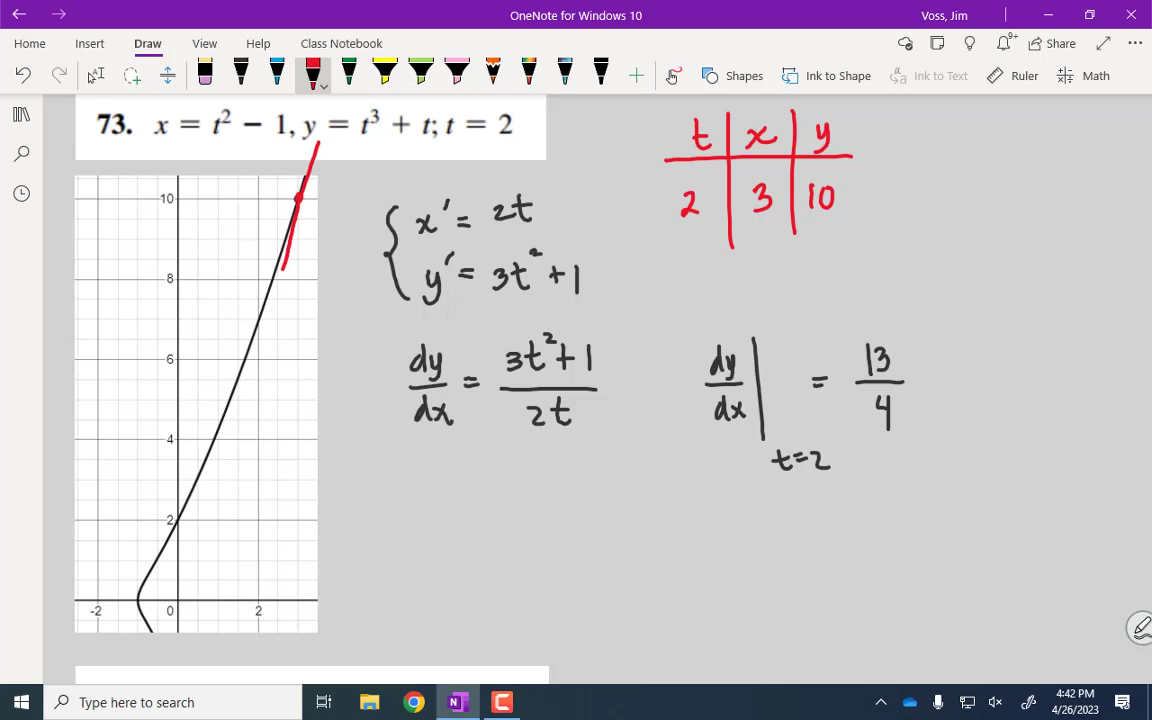 OneNote for Windows 10
Voss, Jim
Home Insert Draw View Help Class Notebook
9+
Share
Shapes Ink to Shape Ink to Text Ruler Math
73. x = t² − 1, y = t³ + t; t = 2
t x y
2 3 10
10
8
6
4
2
-2 0 2
x' = 2t
y' = 3t² + 1
dy/dx = (3t² + 1)/2t
dy/dx | t=2 = 13/4
Type here to search
4:42 PM
4/26/2023